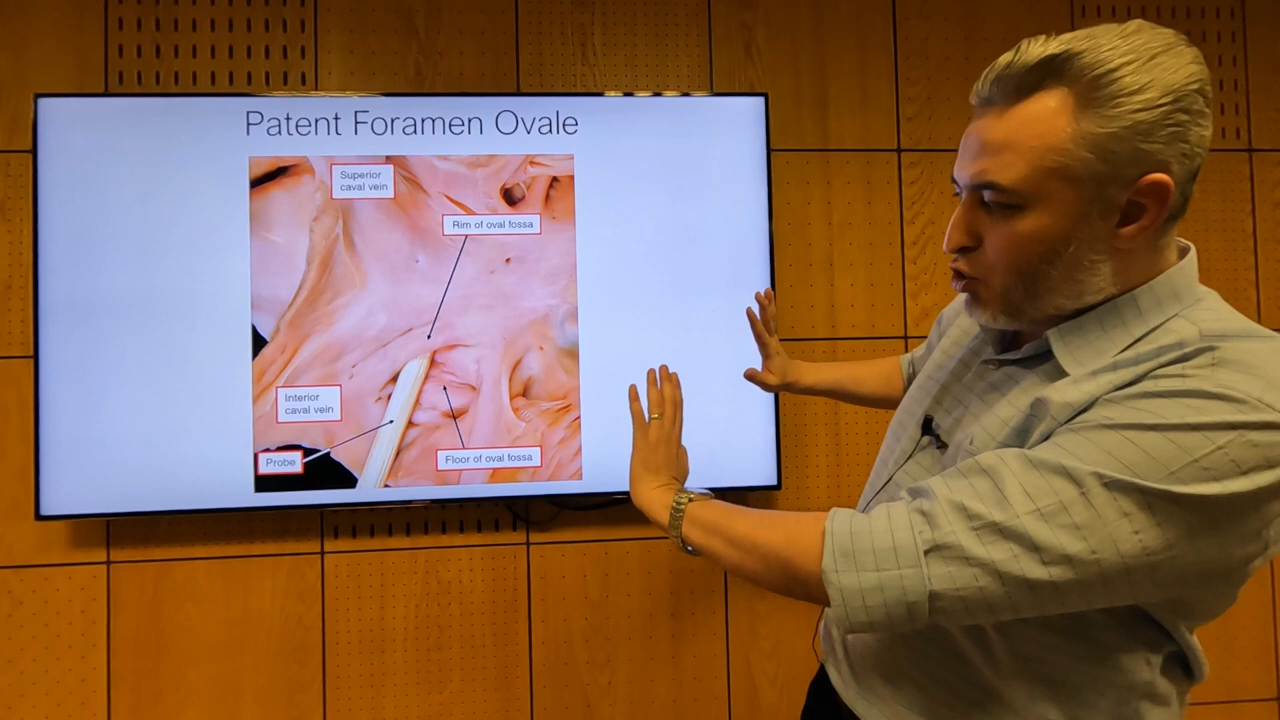 Patent Foramen Ovale
Superior
caval vein
Rim of oval fossa
Interior
caval vein
Probe
Floor of oval fossa